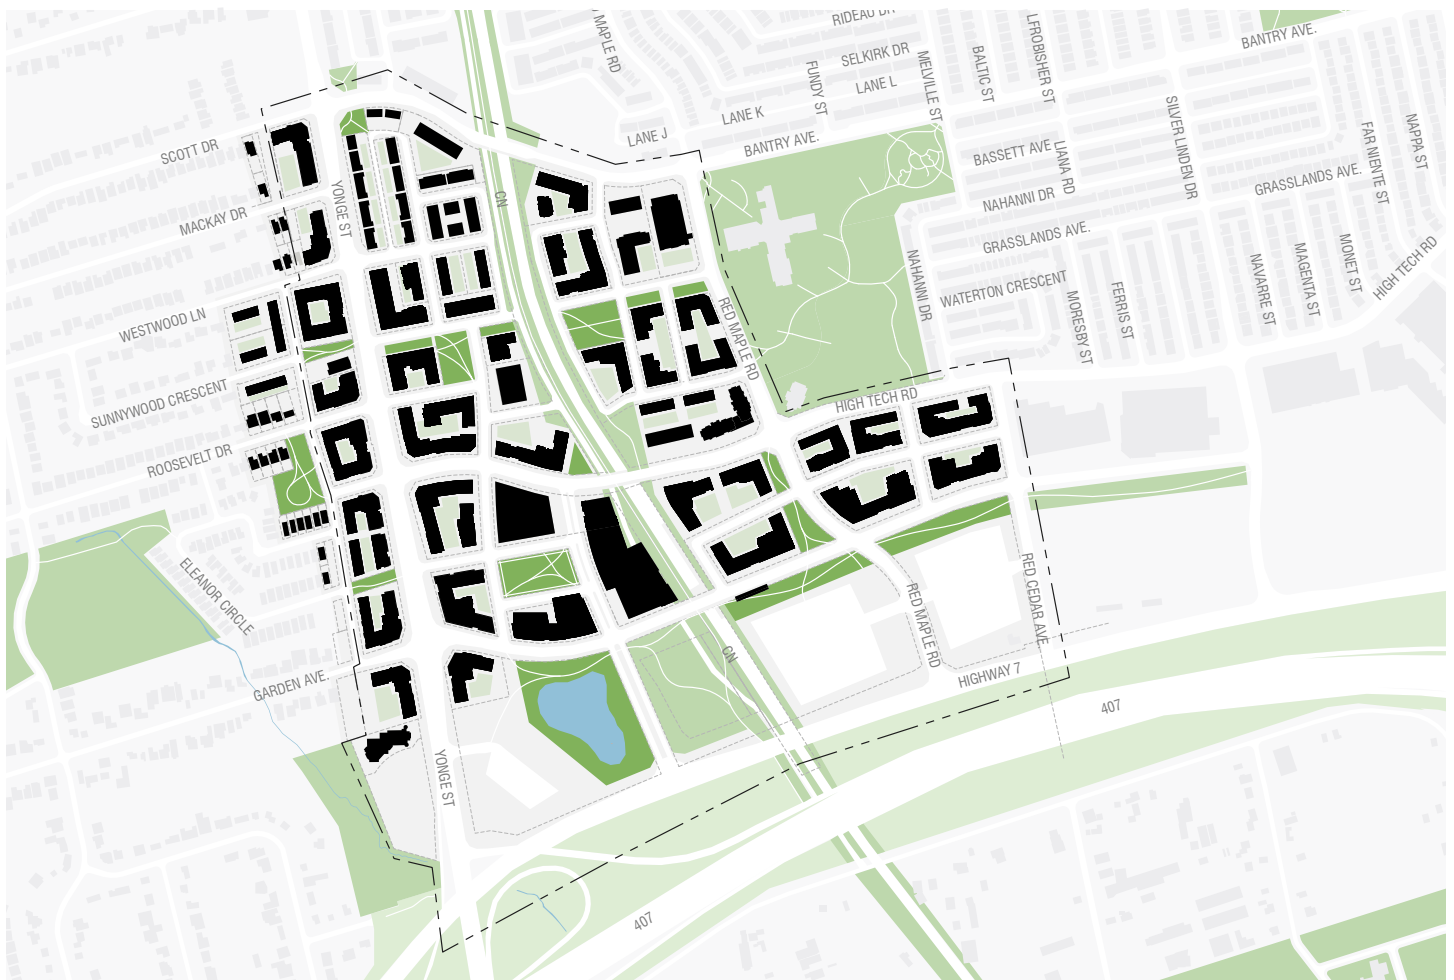 RIDEAU DR
MAPLE RD
LFROBISHER ST
BANTRY AVE.
SELKIRK DR
BALTIC ST
MELVILLE ST
FUNDY ST
LANE L
LANE K
LANE J
BANTRY AVE.
SILVER LINDEN DR
NAPPA ST
FAR NIENTE ST
SCOTT DR
BASSETT AVE
LIANA RD
GRASSLANDS AVE.
NAHANNI DR
YONGE ST
CN
MACKAY DR
GRASSLANDS AVE.
NAHANNI DR
WATERTON CRESCENT
MORESBY ST
FERRIS ST
NAVARRE ST
MAGENTA ST
MONET ST
HIGH TECH RD
WESTWOOD LN
RED MAPLE RD
SUNNYWOOD CRESCENT
HIGH TECH RD
ROOSEVELT DR
ELEANOR CIRCLE
RED MAPLE RD
RED CEDAR AVE
CN
GARDEN AVE.
HIGHWAY 7
407
YONGE ST
407